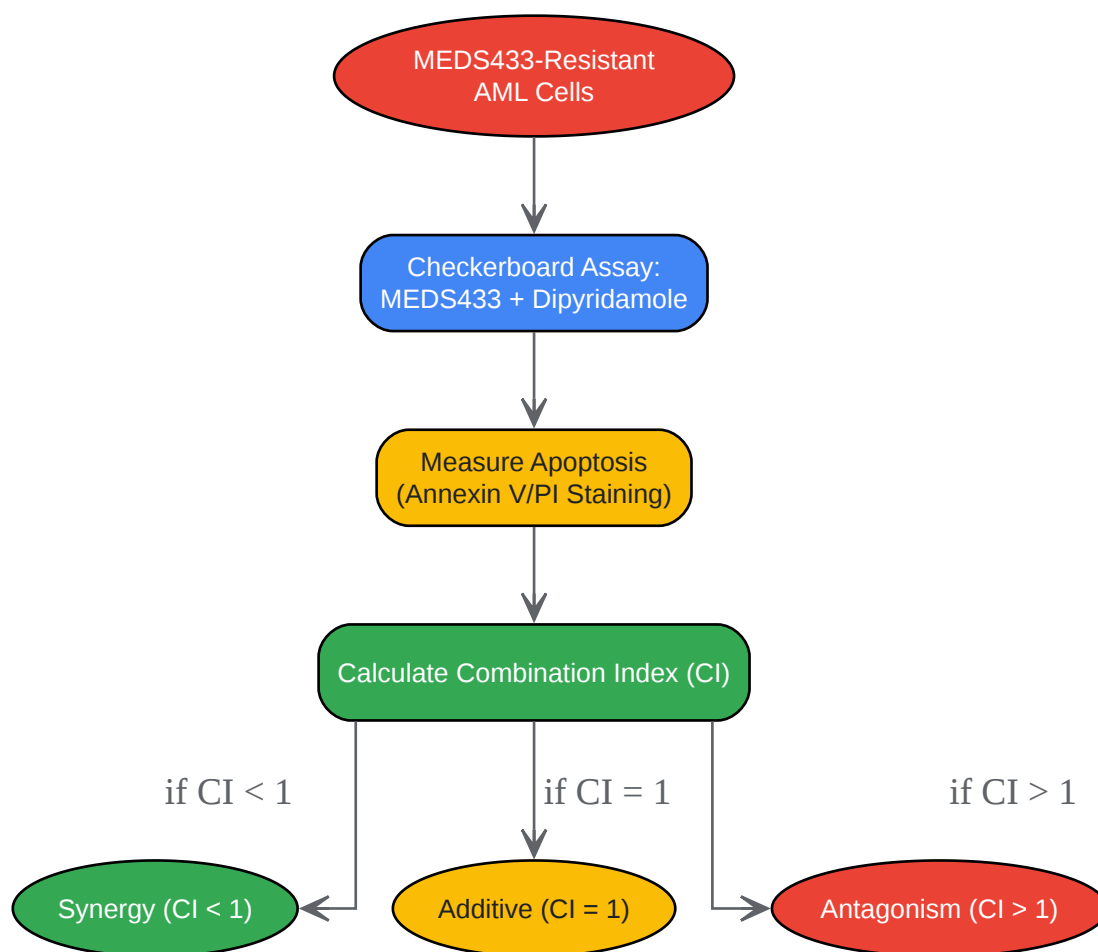 MEDS433-Resistant
AML Cells
Checkerboard Assay:
MEDS433 + Dipyridamole
Measure Apoptosis
(Annexin V/PI Staining)
Calculate Combination Index (CI)
if CI < 1
if CI = 1
if CI > 1
Synergy (CI < 1)
Additive (CI = 1)
Antagonism (CI > 1)